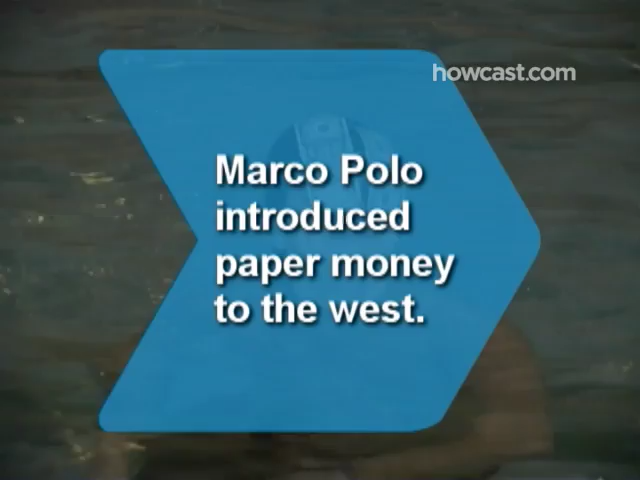 howcast.com
Marco Polo
introduced
paper money
to the west.